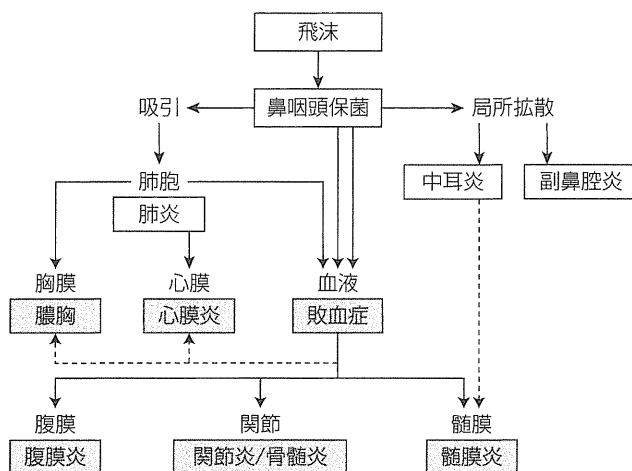 飛沫
吸引
鼻咽頭保菌
局所拡散
肺胞
肺炎
中耳炎
副鼻腔炎
胸膜
膿胸
心膜
心膜炎
血液
敗血症
腹膜
腹膜炎
関節
関節炎/骨髄炎
髄膜
髄膜炎